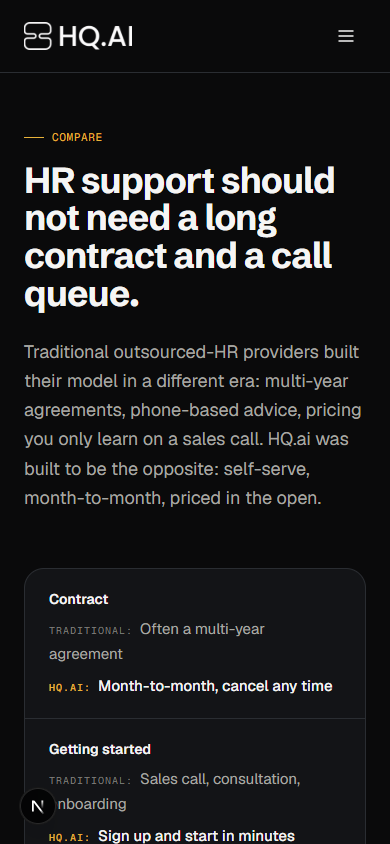 HQ.AI
COMPARE
HR support should
not need a long
contract and a call
queue.
Traditional outsourced-HR providers built
their model in a different era: multi-year
agreements, phone-based advice, pricing
you only learn on a sales call. HQ.ai was
built to be the opposite: self-serve,
month-to-month, priced in the open.
Contract
TRADITIONAL: Often a multi-year
agreement
HQ.AI: Month-to-month, cancel any time
Getting started
TRADITIONAL: Sales call, consultation,
onboarding
N
HQ.AI: Sign up and start in minutes